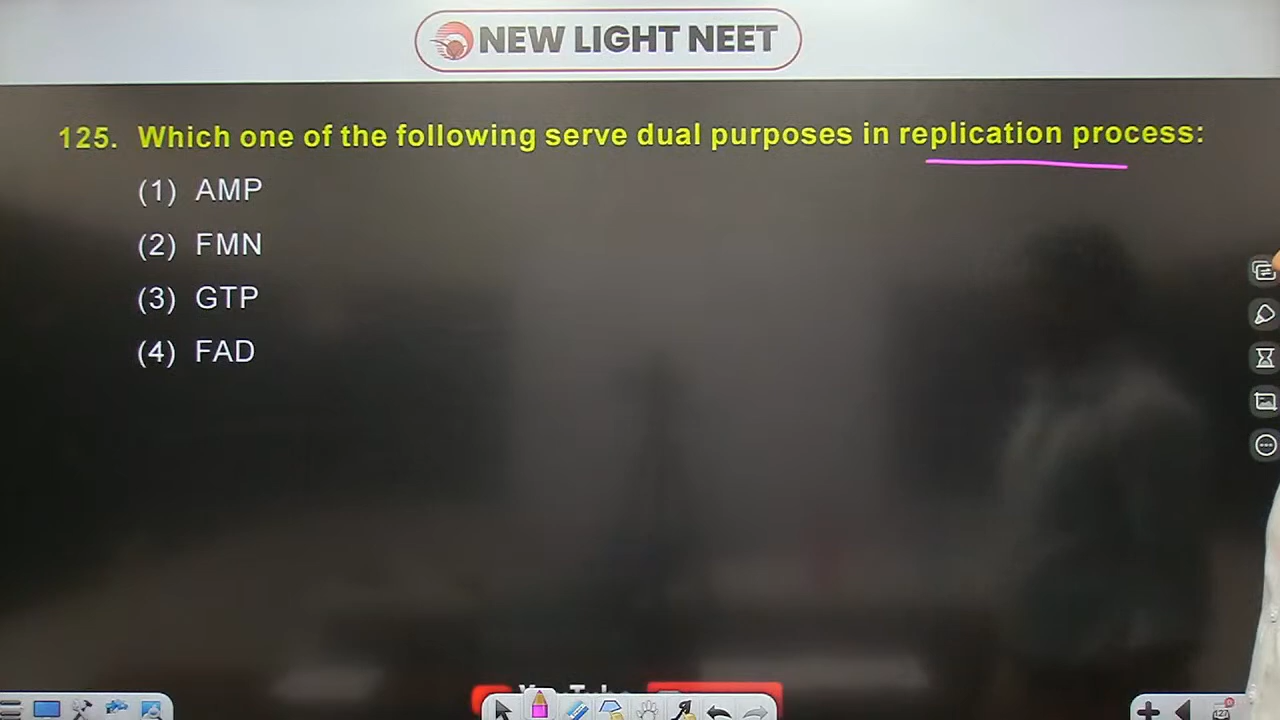 NEW LIGHT NEET
125. Which one of the following serve dual purposes in replication process:
(1) AMP
(2) FMN
(3) GTP
(4) FAD